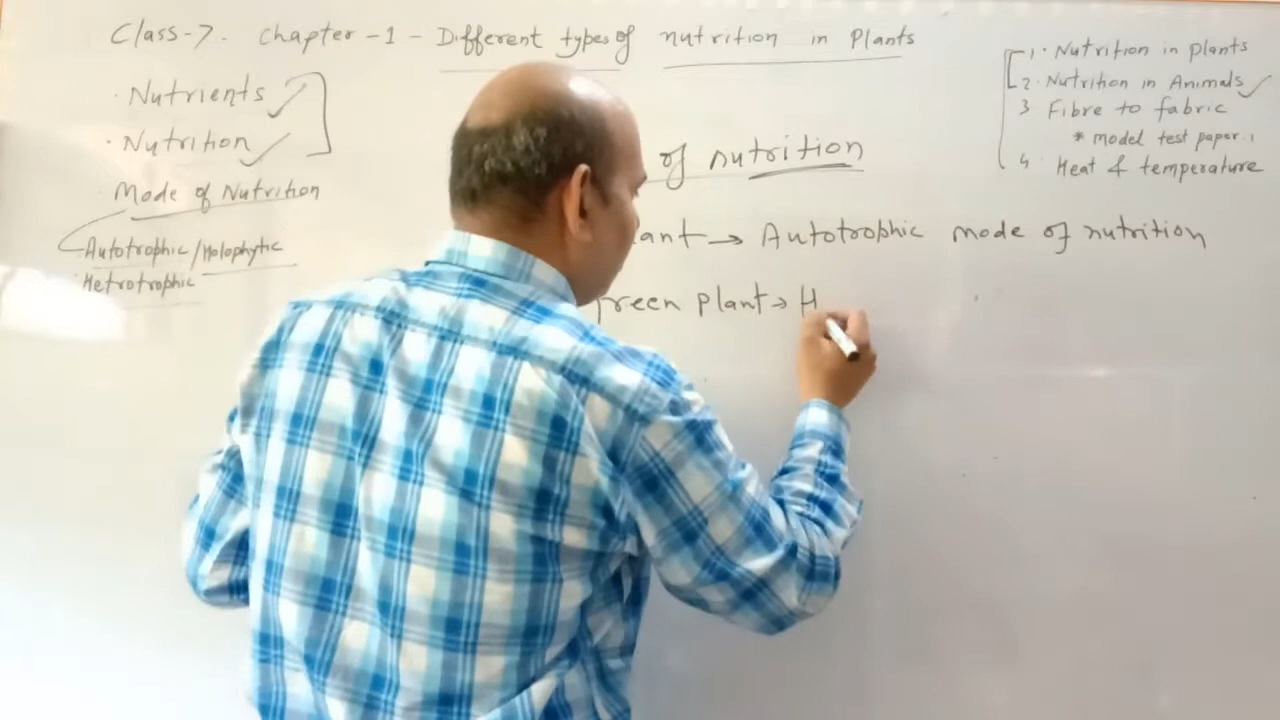 Class-7. Chapter-1- Different types of nutrition in Plants
· Nutrients
· Nutrition
Mode of Nutrition
Autotrophic/Holophytic
Hetrotrophic
of nutrition
ant → Autotrophic mode of nutrition
reen plant → H
1. Nutrition in plants
2. Nutrition in Animals
3 Fibre to fabric
* model test paper.1
4. Heat & temperature